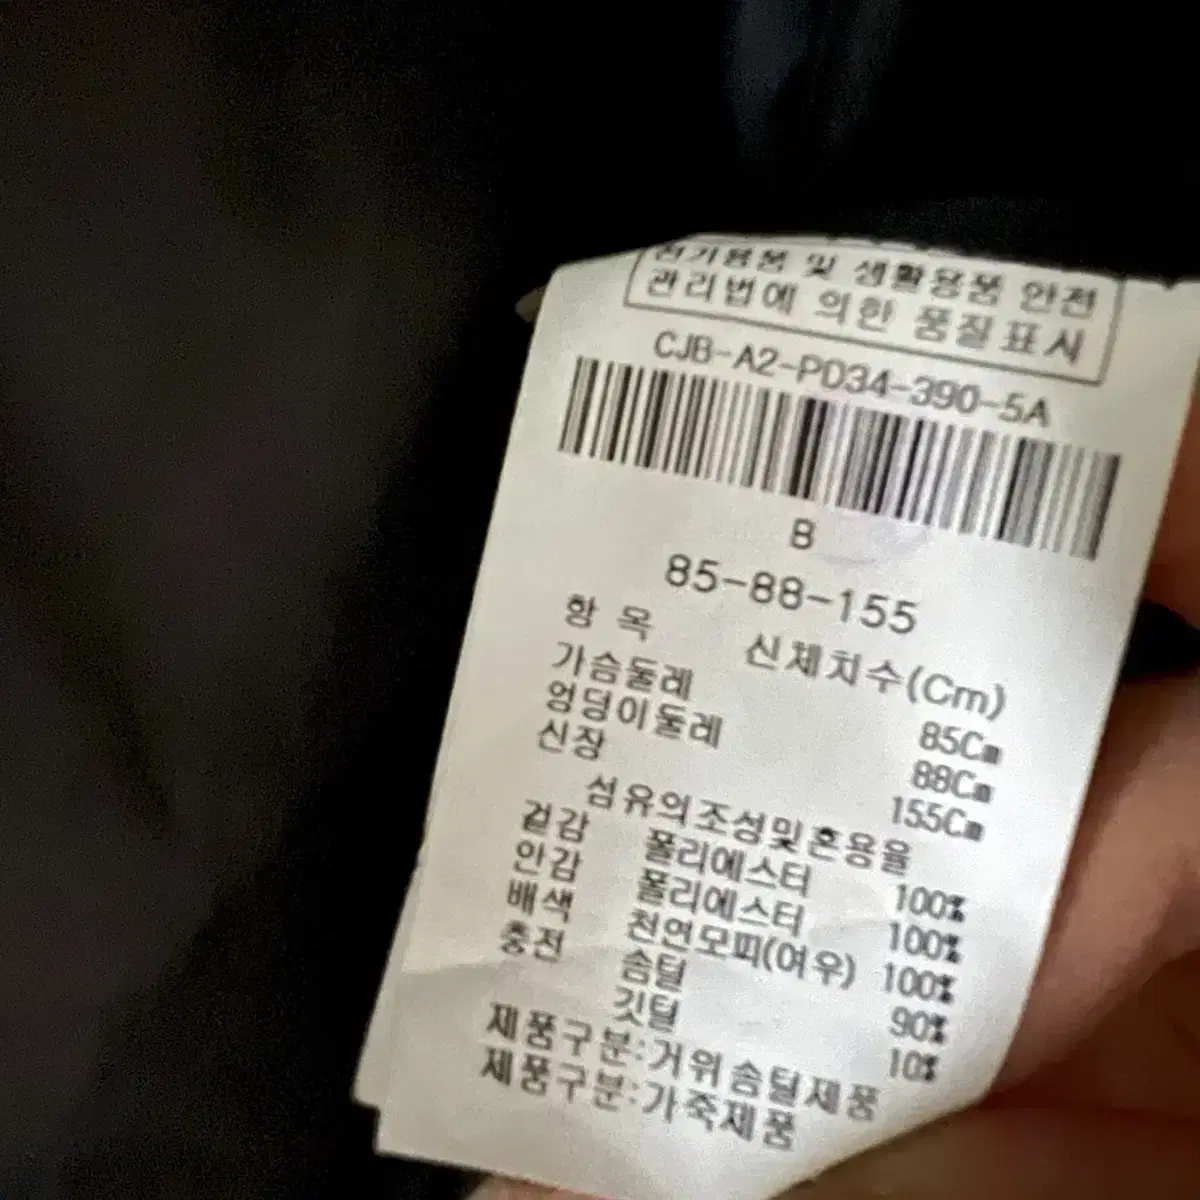 전기용품 및 생활용품 안전
관리법에 의한 품질표시
CJB-A2-PD34-390-5A
B
85-88-155
항 목 신체치수(Cm)
가슴둘레 85Cm
엉덩이둘레 88Cm
신장 155Cm
섬유의조성및혼용율
겉감 폴리에스터 100%
안감 폴리에스터 100%
배색 천연모피(여우) 100%
충전 솜털 90%
깃털 10%
제품구분:거위솜털제품
제품구분:가죽제품